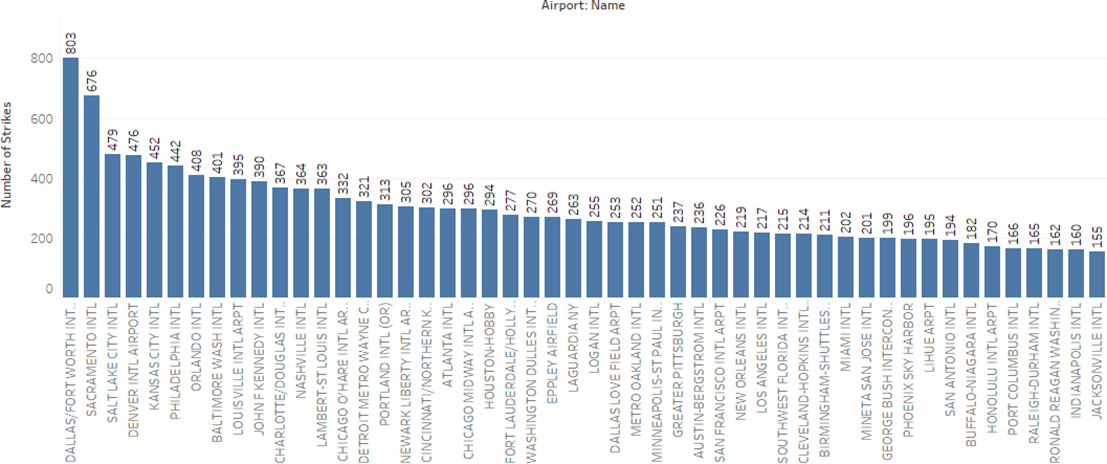 Airport: Name
Number of Strikes
800
600
400
200
0
803
676
479
476
452
442
408
401
395
390
367
364
363
332
321
313
305
302
296
296
294
277
270
269
263
255
253
252
251
237
236
226
219
217
215
214
211
202
201
199
196
195
194
182
170
166
165
162
160
155
DALLAS/FORT WORTH INT..
SACRAMENTO INTL
SALT LAKE CITY INTL
DENVER INTL AIRPORT
KANSAS CITY INTL
PHILADELPHIA INTL
ORLANDO INTL
BALTIMORE WASH INTL
LOUISVILLE INTL ARPT
JOHN F KENNEDY INTL
CHARLOTTE/DOUGLAS INT..
NASHVILLE INTL
LAMBERT-ST LOUIS INTL
CHICAGO O'HARE INTL AR..
DETROIT METRO WAYNE C..
PORTLAND INTL (OR)
NEWARK LIBERTY INTL AR..
CINCINNATI/NORTHERN K..
ATLANTA INTL
CHICAGO MIDWAY INTL A..
HOUSTON-HOBBY
FORT LAUDERDALE/HOLLY..
WASHINGTON DULLES INT..
EPPLEY AIRFIELD
LAGUARDIA NY
LOGAN INTL
DALLAS LOVE FIELD ARPT
METRO OAKLAND INTL
MINNEAPOLIS-ST PAUL IN..
GREATER PITTSBURGH
AUSTIN-BERGSTROM INTL
SAN FRANCISCO INTL ARPT
NEW ORLEANS INTL
LOS ANGELES INTL
SOUTHWEST FLORIDA INT..
CLEVELAND-HOPKINS INTL..
BIRMINGHAM-SHUTTLES..
MIAMI INTL
MINETA SAN JOSE INTL
GEORGE BUSH INTERCON..
PHOENIX SKY HARBOR
LIHUE ARPT
SAN ANTONIO INTL
BUFFALO-NIAGARA INTL
HONOLULU INTL ARPT
PORT COLUMBUS INTL
RALEIGH-DURHAM INTL
RONALD REAGAN WASHIN..
INDIANAPOLIS INTL
JACKSONVILLE INTL